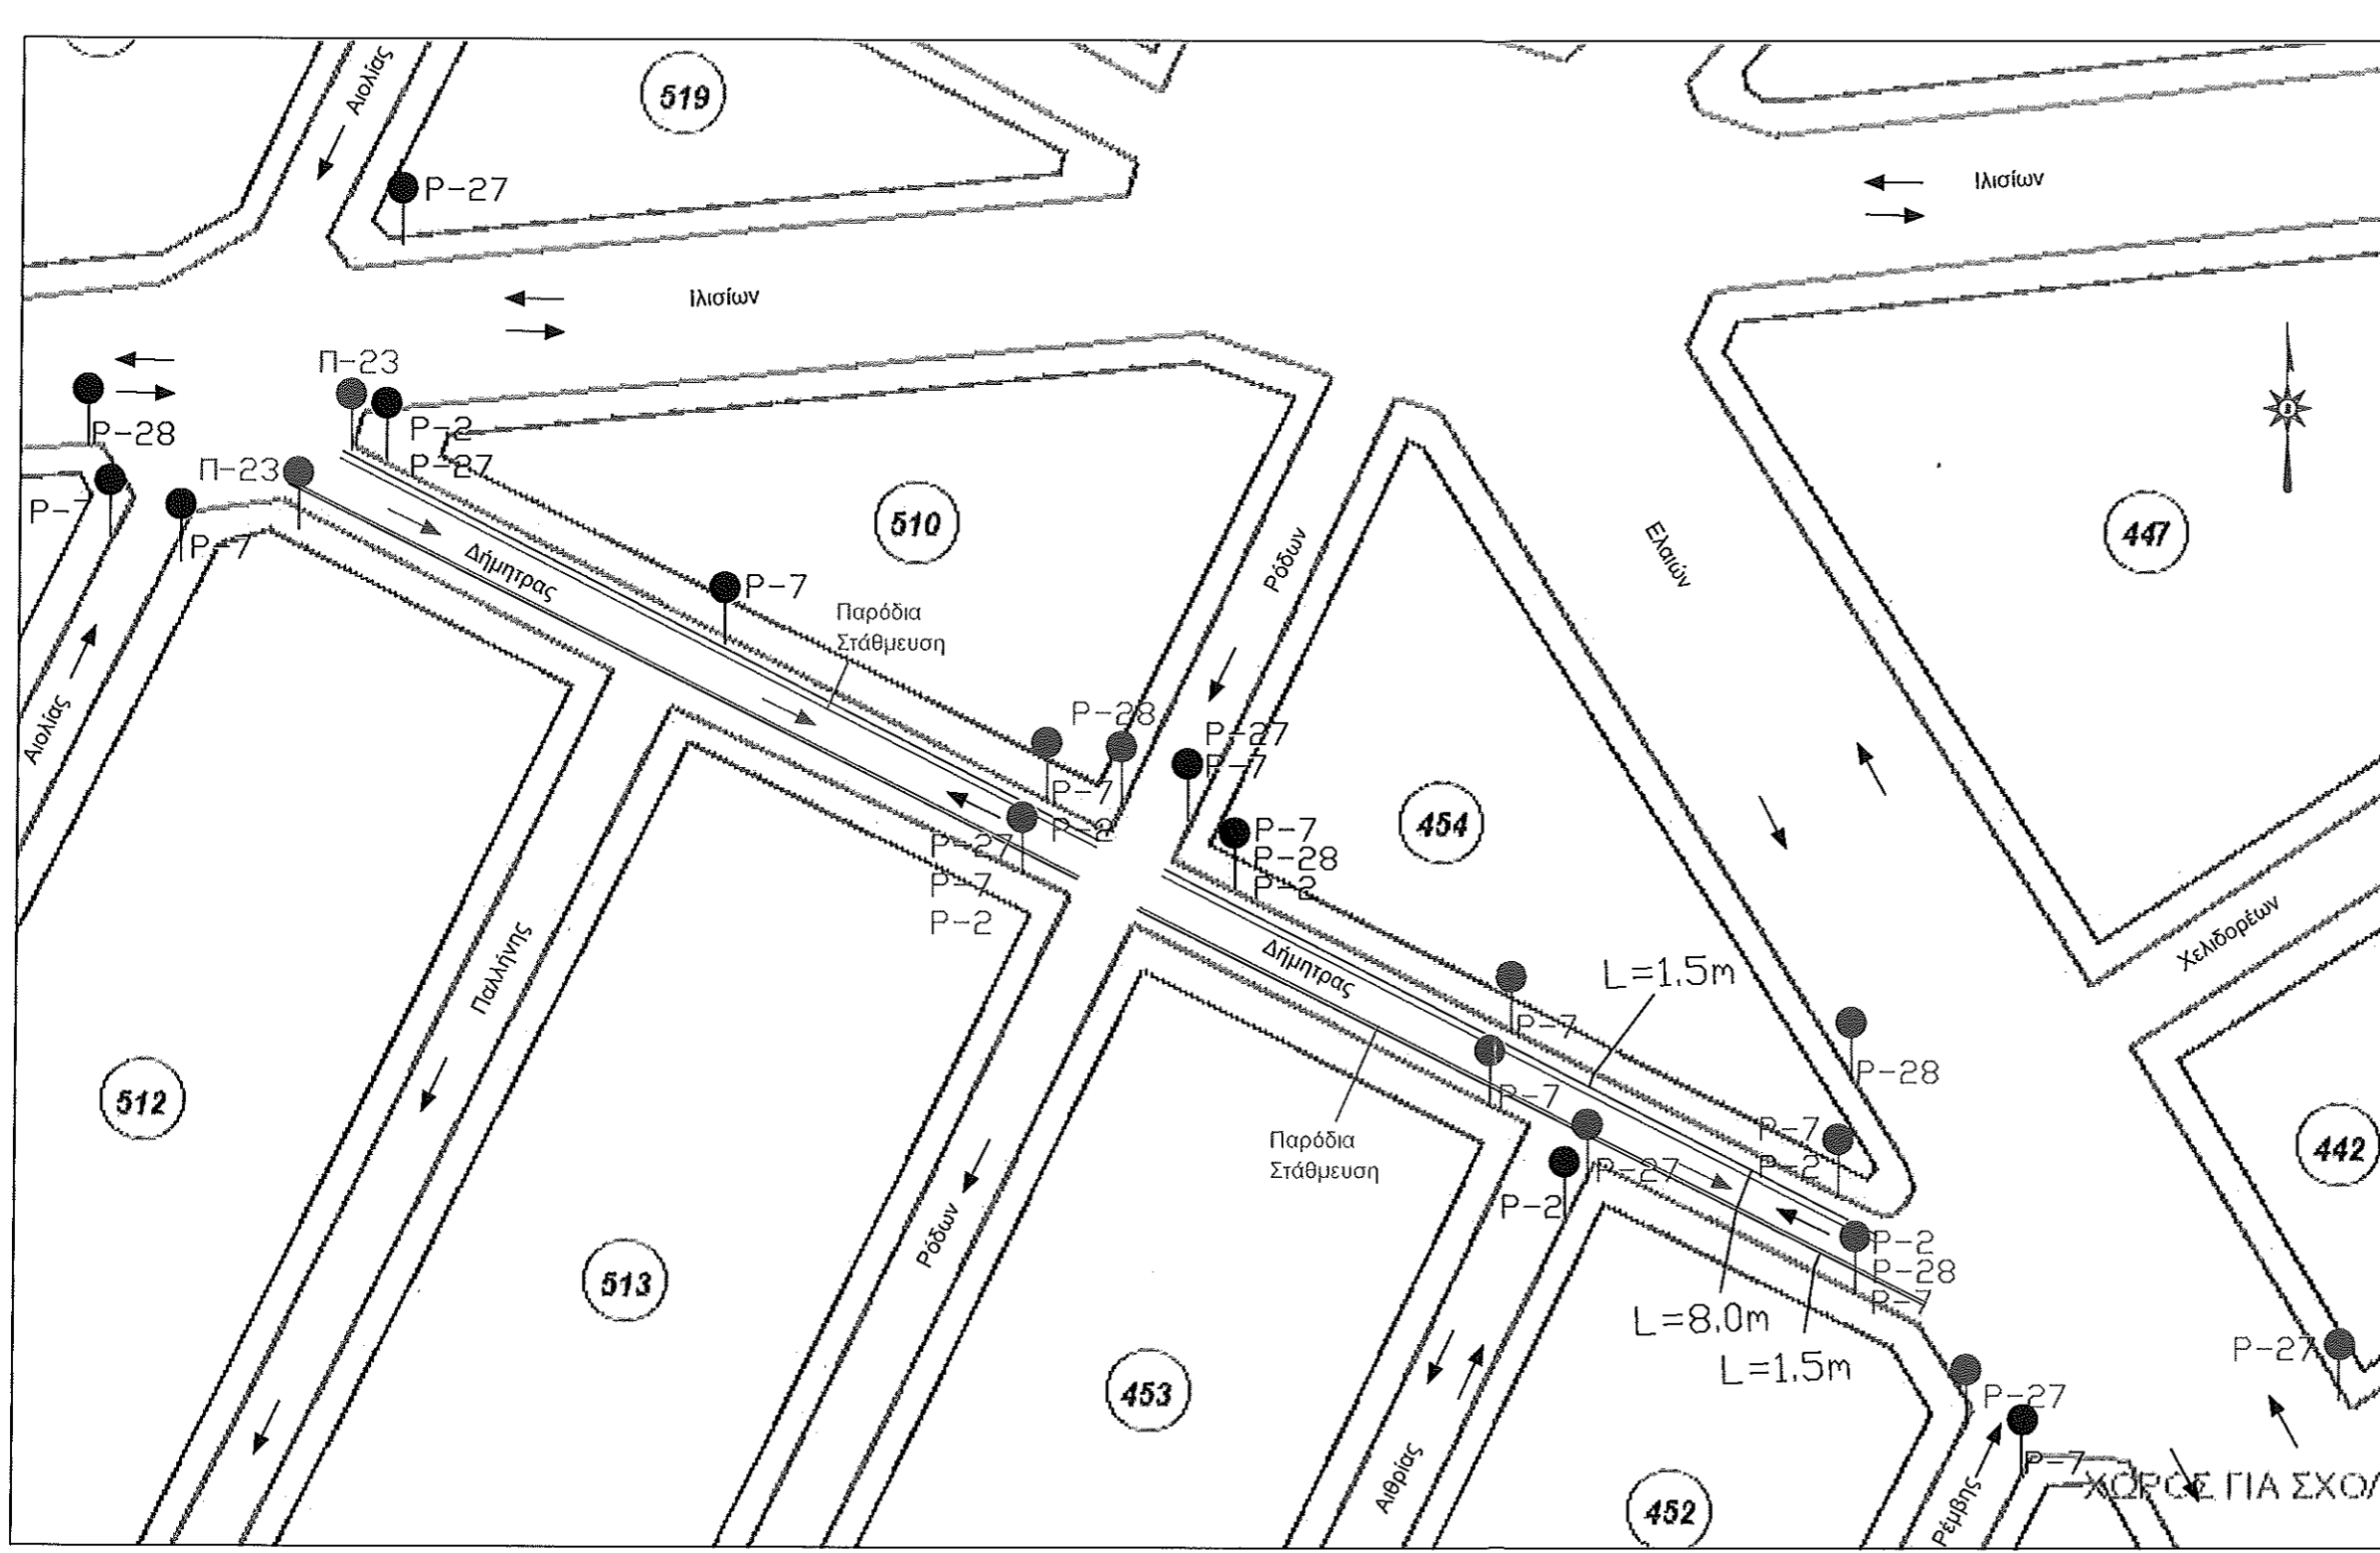 Αιολίας
519
P-27
Ιλισίων
Ιλισίων
Π-23
P-28
P-2
P-27
Π-23
P-7
P-7
Δήμητρας
510
Ρόδων
Ελαιών
447
P-7
Παρόδια
Στάθμευση
Αιολίας
P-28
P-7
P-2
P-27
P-7
P-27
P-7
P-2
P-7
P-28
P-2
454
Δήμητρας
L=1.5m
Χελιδορέων
Παλλήνης
P-7
P-7
P-28
512
Παρόδια
Στάθμευση
P-7
P-2
P-27
P-2
442
Ρόδων
P-2
P-28
P-7
513
L=8.0m
L=1.5m
P-27
453
P-27
P-7
Αιθρίας
452
Ρέμβης
ΧΩΡΟΣ ΓΙΑ ΣΧΟΛ